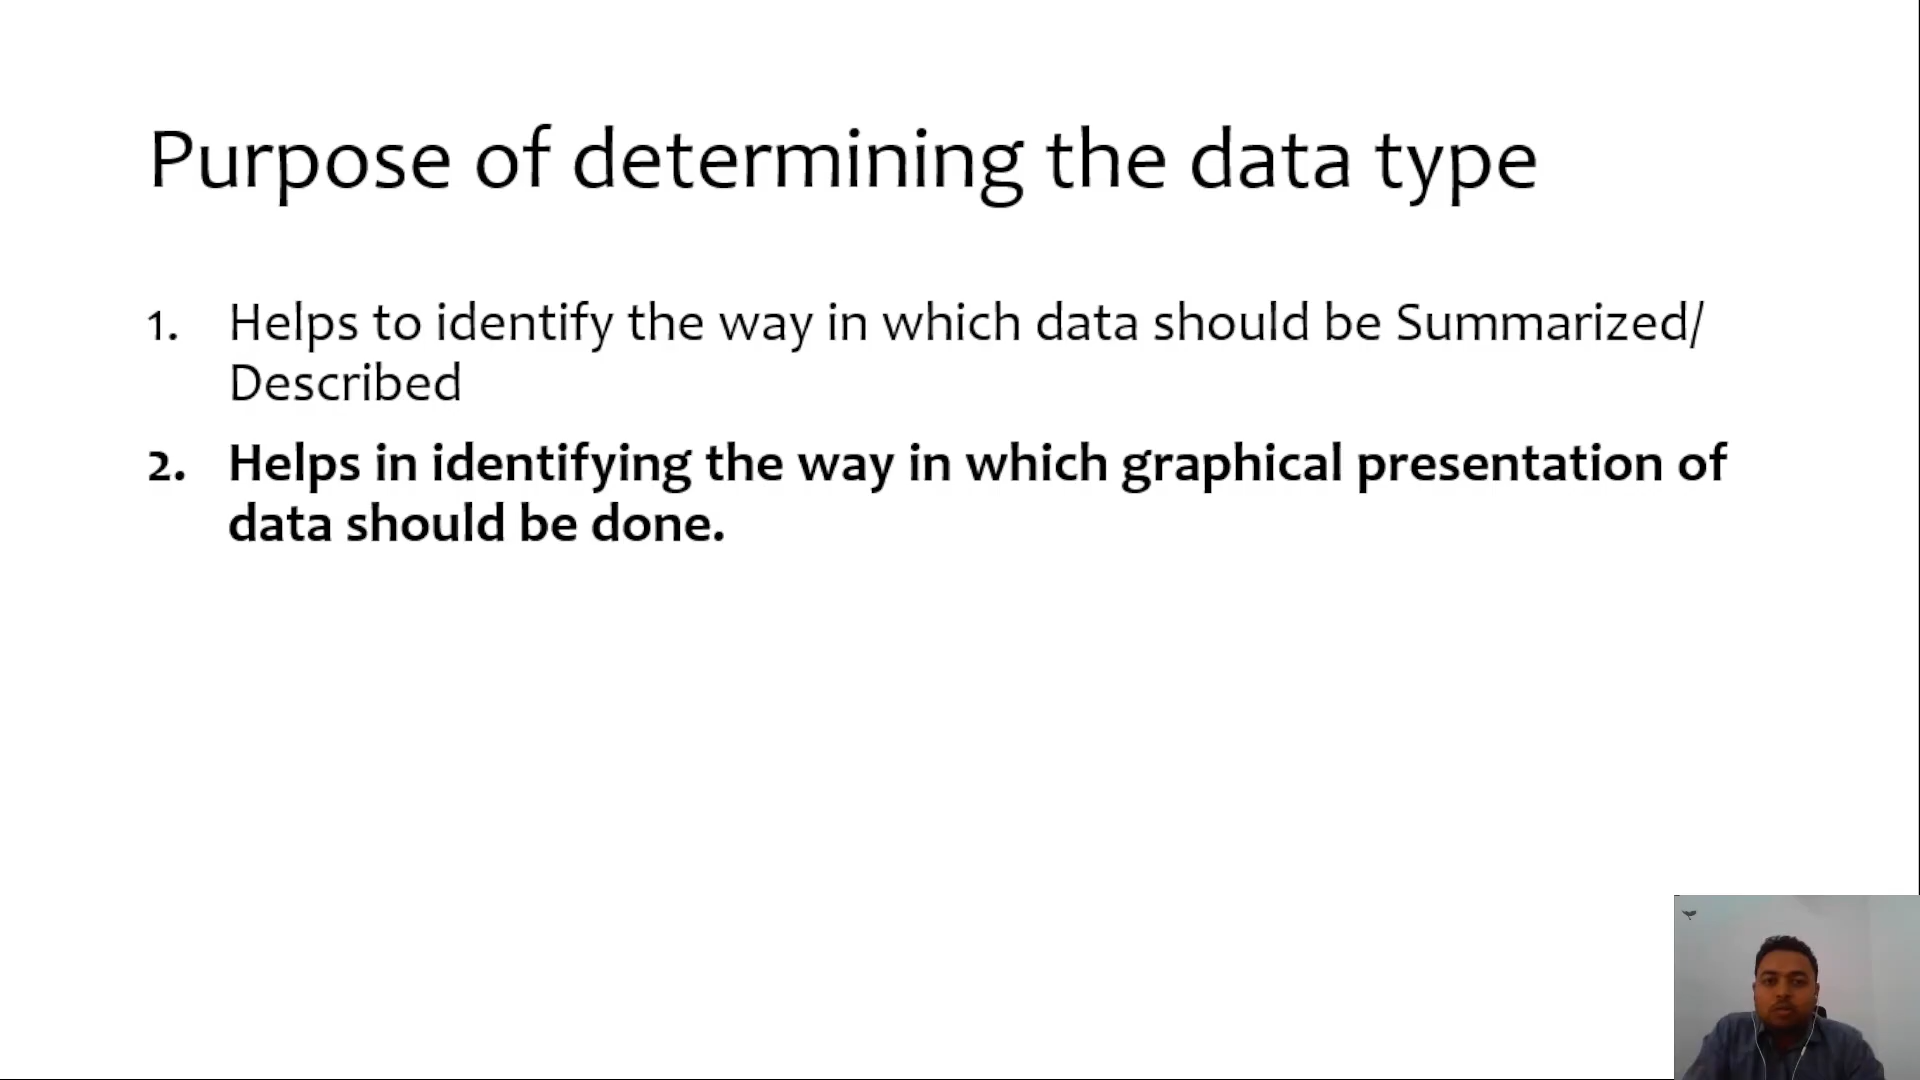 Purpose of determining the data type
1. Helps to identify the way in which data should be Summarized/
Described
2. Helps in identifying the way in which graphical presentation of
data should be done.